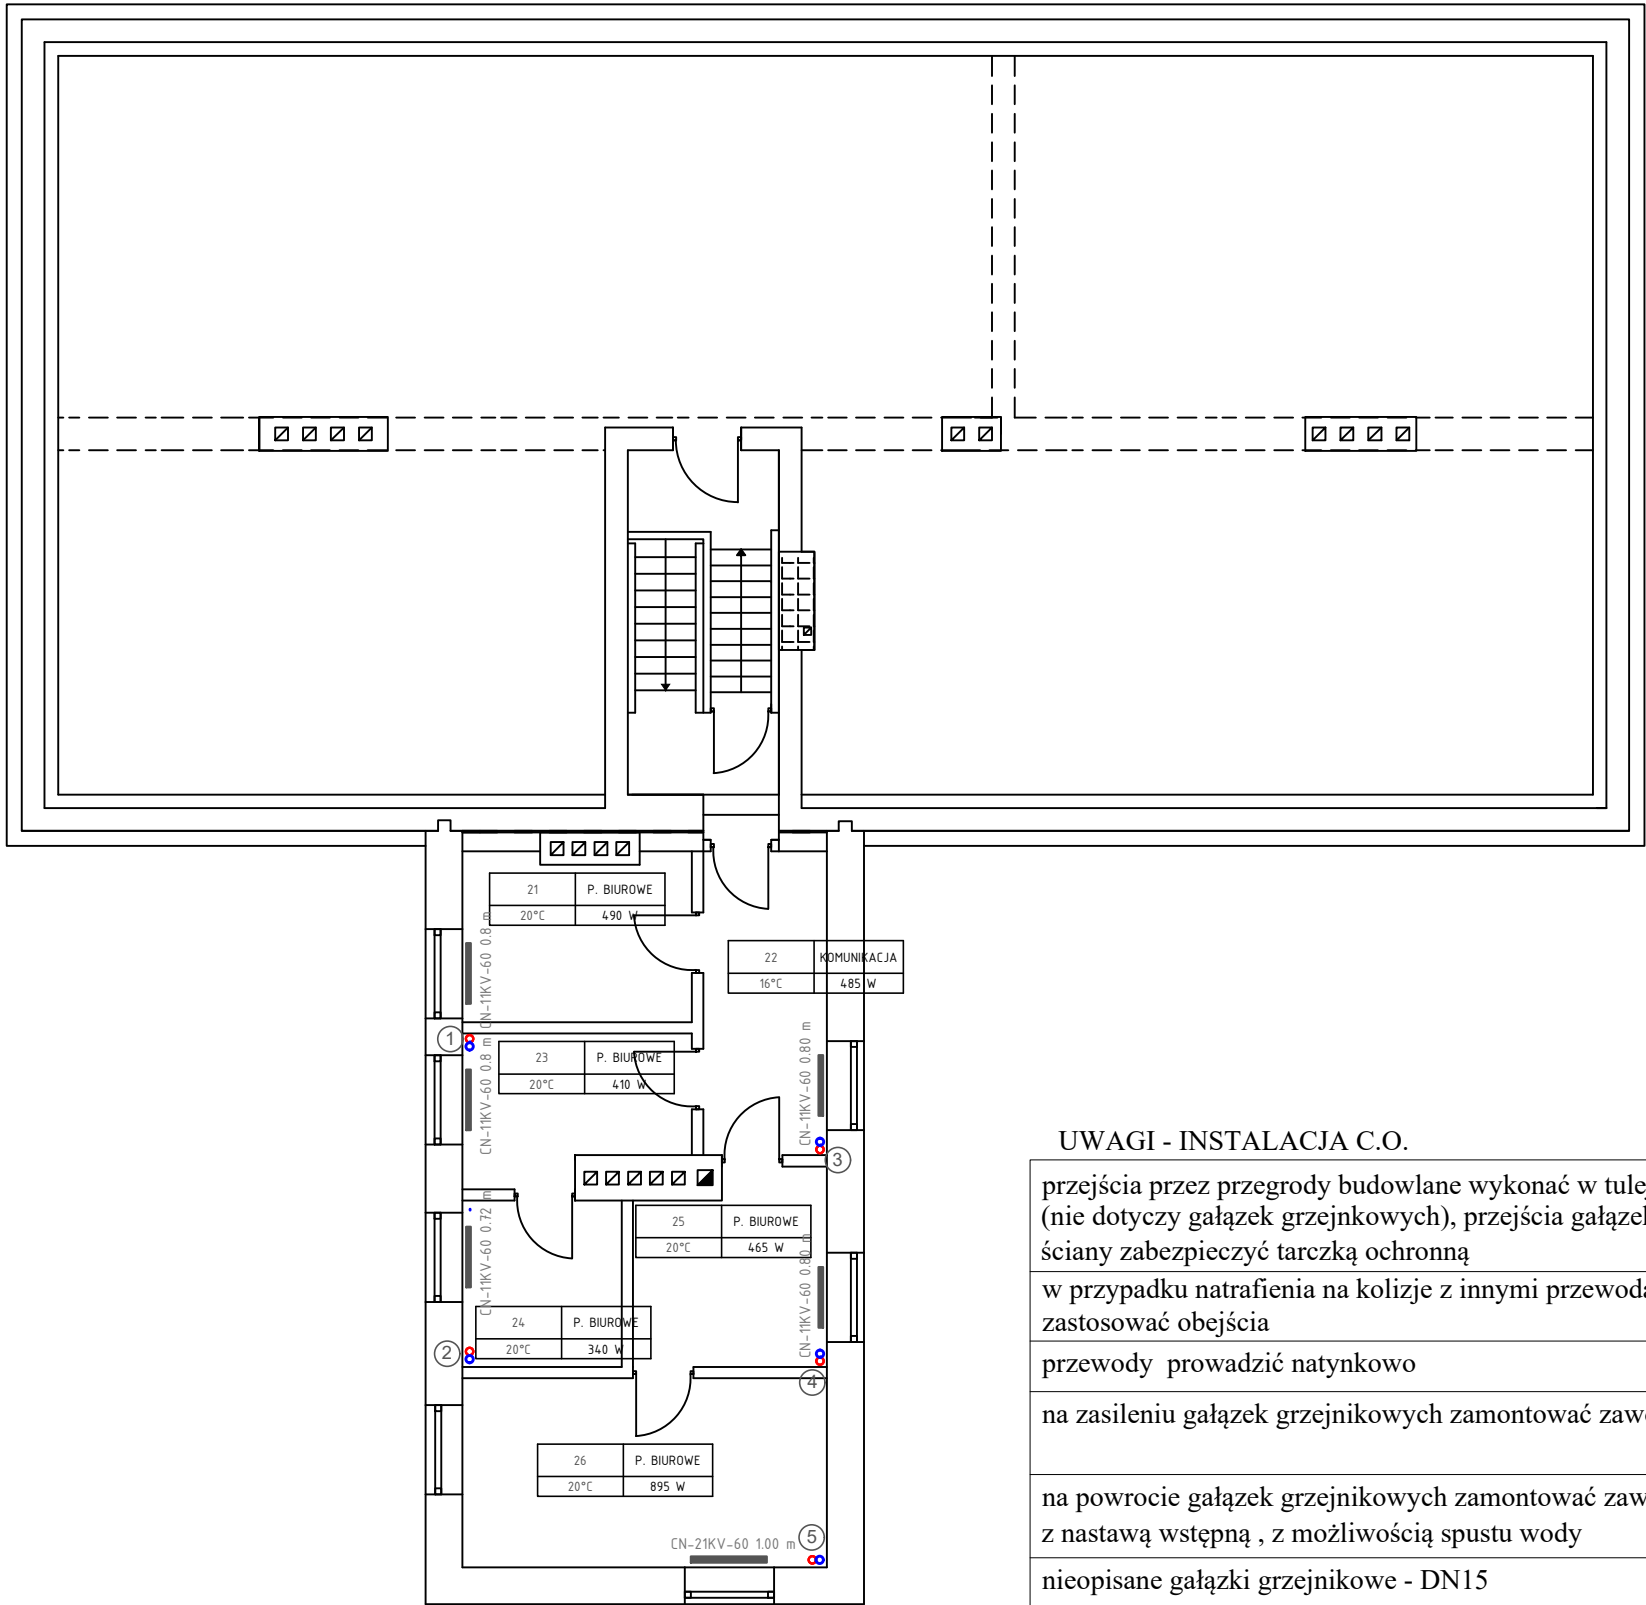 21 P. BIUROWE
20°C 490 W
CN-11KV-60 0.8 m
22 KOMUNIKACJA
16°C 485 W
1
23 P. BIUROWE
20°C 410 W
CN-11KV-60 0.8 m
CN-11KV-60 0.80 m
3
25 P. BIUROWE
20°C 465 W
CN-11KV-60 0.72 m
CN-11KV-60 0.80 m
24 P. BIUROWE
20°C 340 W
2
4
26 P. BIUROWE
20°C 895 W
CN-21KV-60 1.00 m
5
UWAGI - INSTALACJA C.O.
przejścia przez przegrody budowlane wykonać w
(nie dotyczy gałązek grzejnkowych), przejścia
ściany zabezpieczyć tarczką ochronną
w przypadku natrafienia na kolizje z innymi
zastosować obejścia
przewody prowadzić natynkowo
na zasileniu gałązek grzejnikowych zamontować
na powrocie gałązek grzejnikowych zamontować
z nastawą wstępną , z możliwością spustu wody
nieopisane gałązki grzejnikowe - DN15